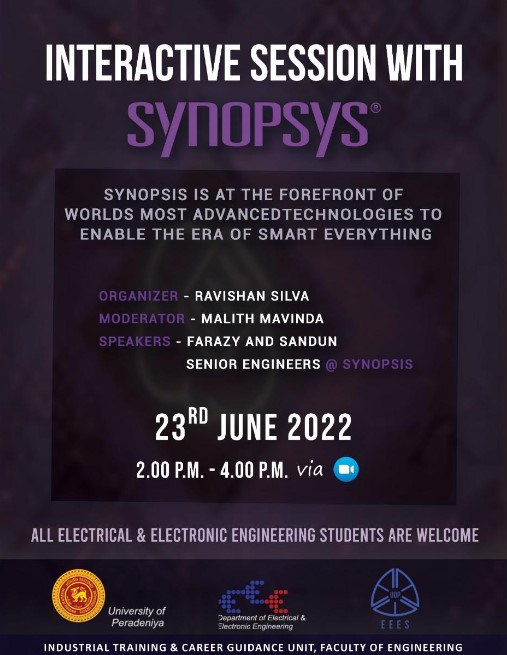 INTERACTIVE SESSION WITH
SYNOPSYS®
SYNOPSIS IS AT THE FOREFRONT OF
WORLDS MOST ADVANCEDTECHNOLOGIES TO
ENABLE THE ERA OF SMART EVERYTHING
ORGANIZER - RAVISHAN SILVA
MODERATOR - MALITH MAVINDA
SPEAKERS - FARAZY AND SANDUN
SENIOR ENGINEERS @ SYNOPSIS
23RD JUNE 2022
2.00 P.M. - 4.00 P.M. via
ALL ELECTRICAL & ELECTRONIC ENGINEERING STUDENTS ARE WELCOME
University of
Peradeniya
Department of Electrical &
Electronic Engineering
EEES
INDUSTRIAL TRAINING & CAREER GUIDANCE UNIT, FACULTY OF ENGINEERING